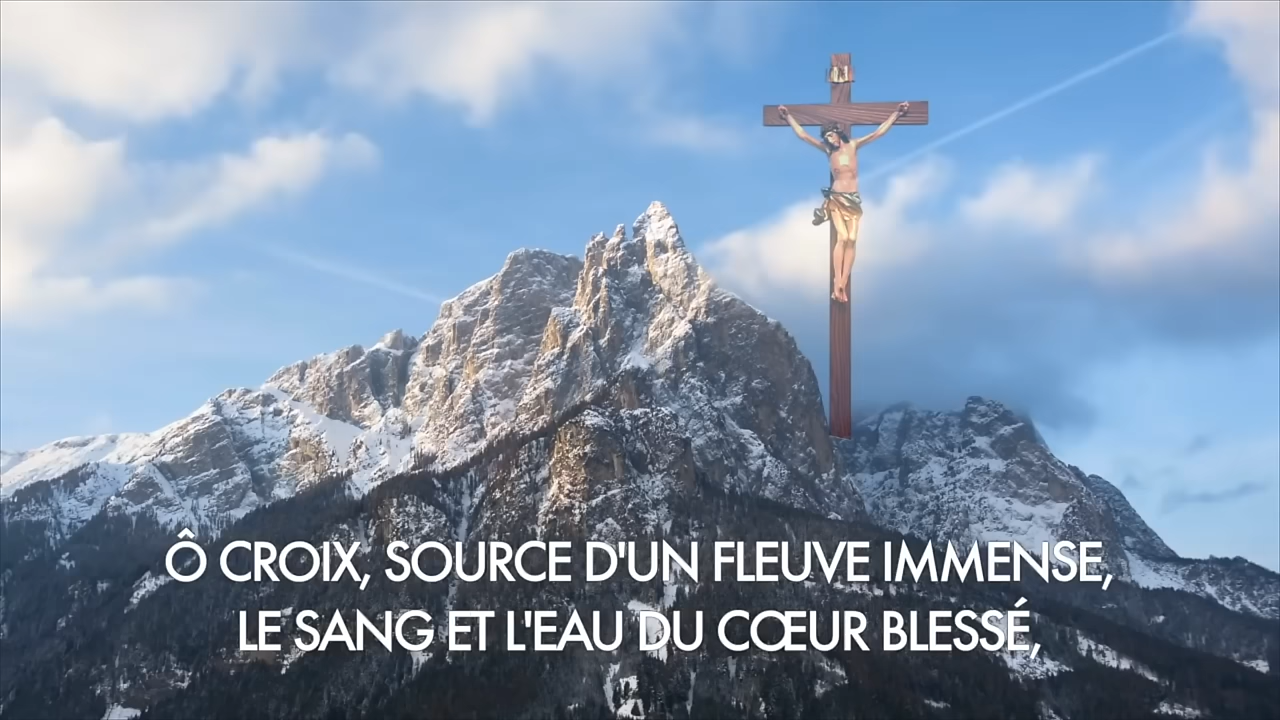 Ô CROIX, SOURCE D'UN FLEUVE IMMENSE,
LE SANG ET L'EAU DU CŒUR BLESSÉ,